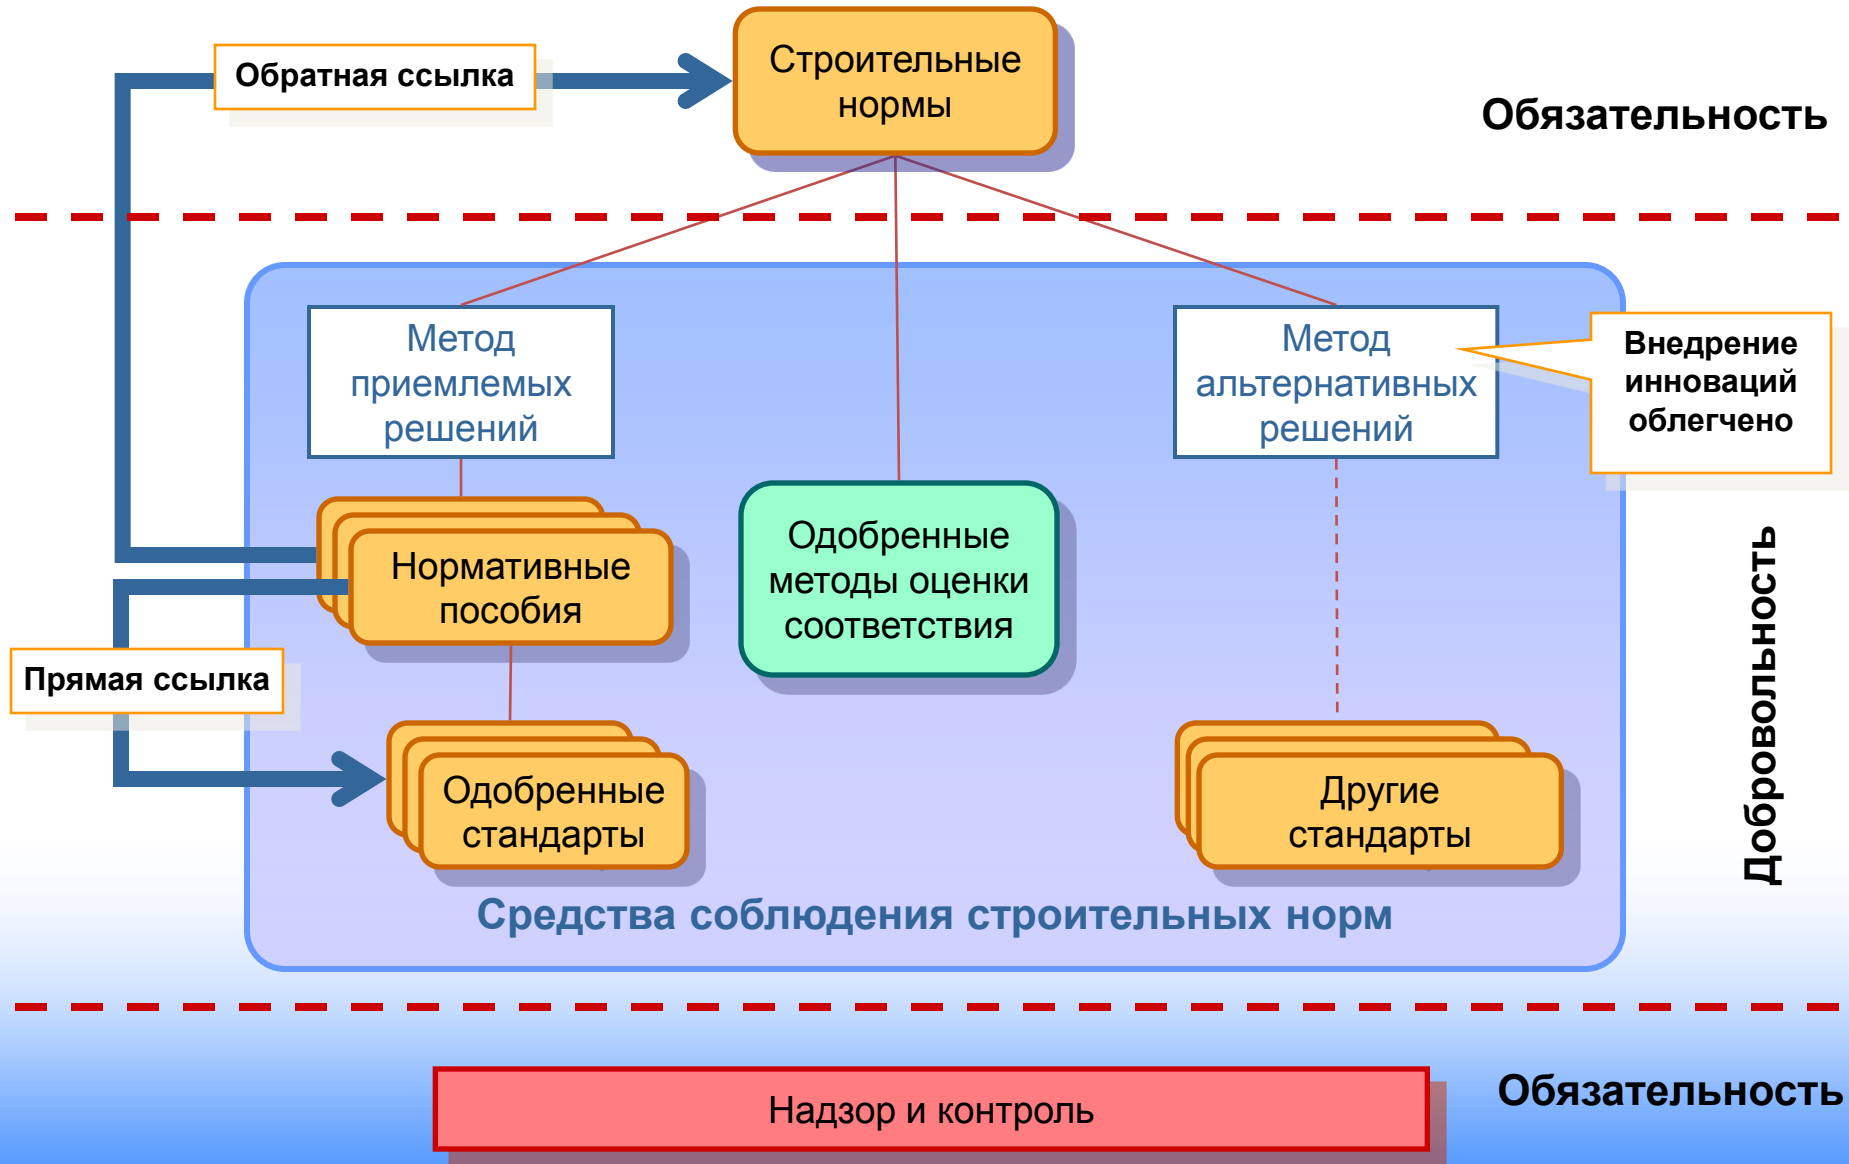 Обратная ссылка
Строительные
нормы
Обязательность
Метод
приемлемых
решений
Метод
альтернативных
решений
Внедрение
инноваций
облегчено
Нормативные
пособия
Одобренные
методы оценки
соответствия
Добровольность
Прямая ссылка
Одобренные
стандарты
Другие
стандарты
Средства соблюдения строительных норм
Надзор и контроль
Обязательность